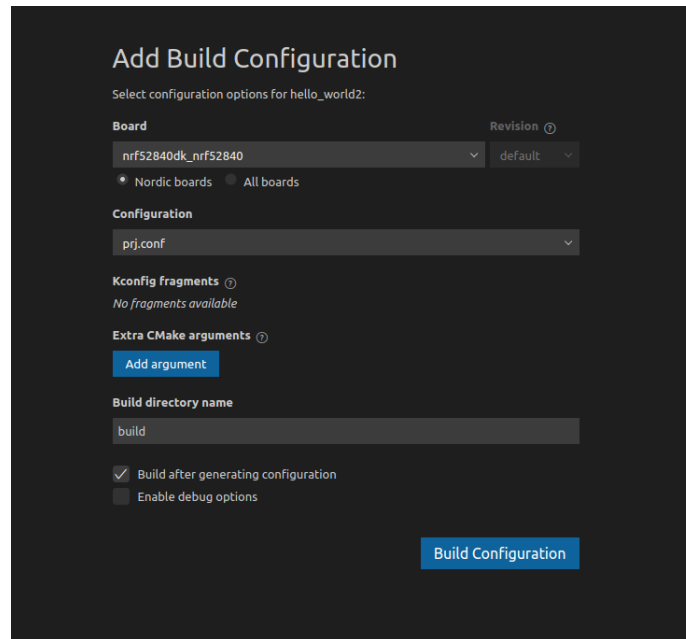 Add Build Configuration
Select configuration options for hello_world2:
Board
Revision ?
nrf52840dk_nrf52840
default
Nordic boards
All boards
Configuration
prj.conf
Kconfig fragments ?
No fragments available
Extra CMake arguments ?
Add argument
Build directory name
build
Build after generating configuration
Enable debug options
Build Configuration